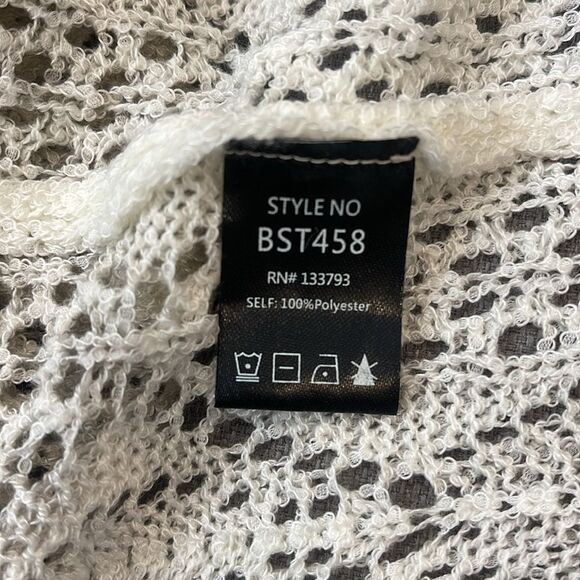 STYLE NO
BST458
RN# 133793
SELF: 100%Polyester